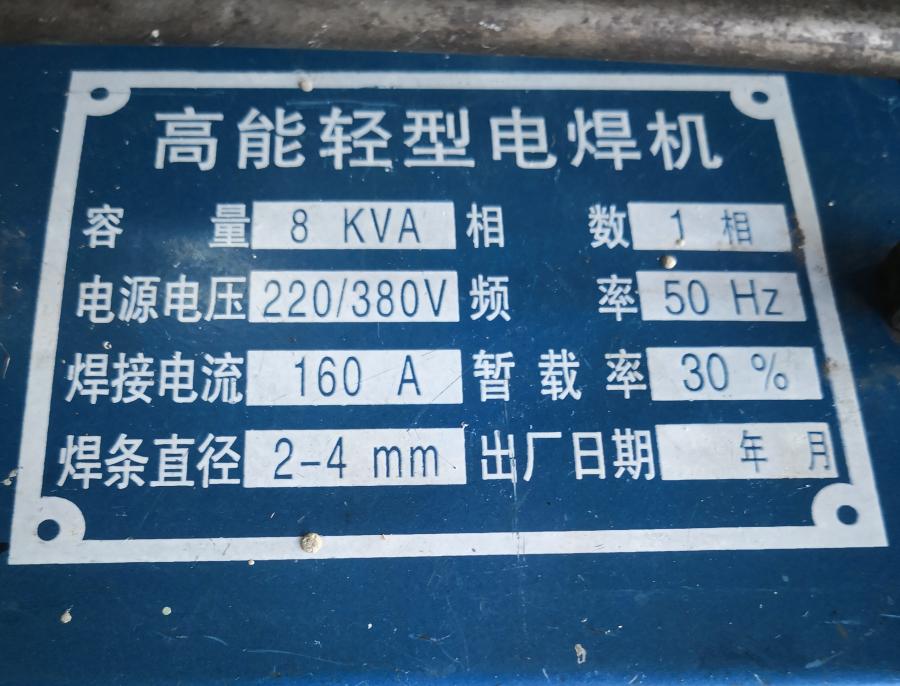 高能轻型电焊机
容量 8 KVA 相数 1 相
电源电压 220/380V 频率 50 Hz
焊接电流 160 A 暂载率 30 %
焊条直径 2-4 mm 出厂日期 年 月